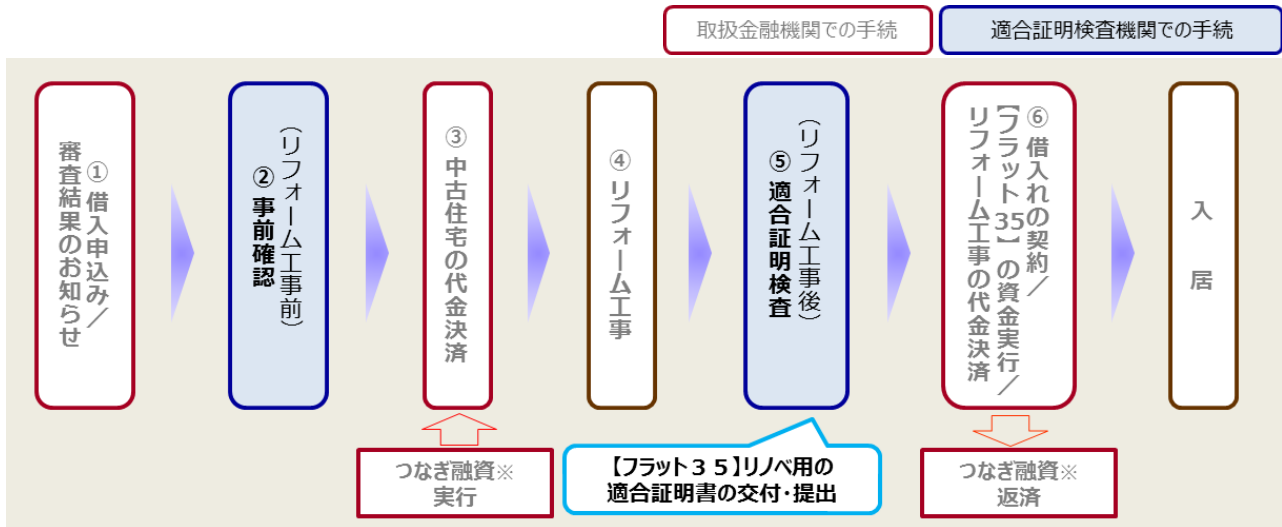 取扱金融機関での手続
適合証明検査機関での手続
①借入申込み／
審査結果のお知らせ
（リフォーム工事前）
②事前確認
③中古住宅の代金決済
④リフォーム工事
（リフォーム工事後）
⑤適合証明検査
⑥借入れの契約／
【フラット35】の資金実行／
リフォーム工事の代金決済
入居
つなぎ融資※
実行
【フラット３５】リノベ用の
適合証明書の交付・提出
つなぎ融資※
返済